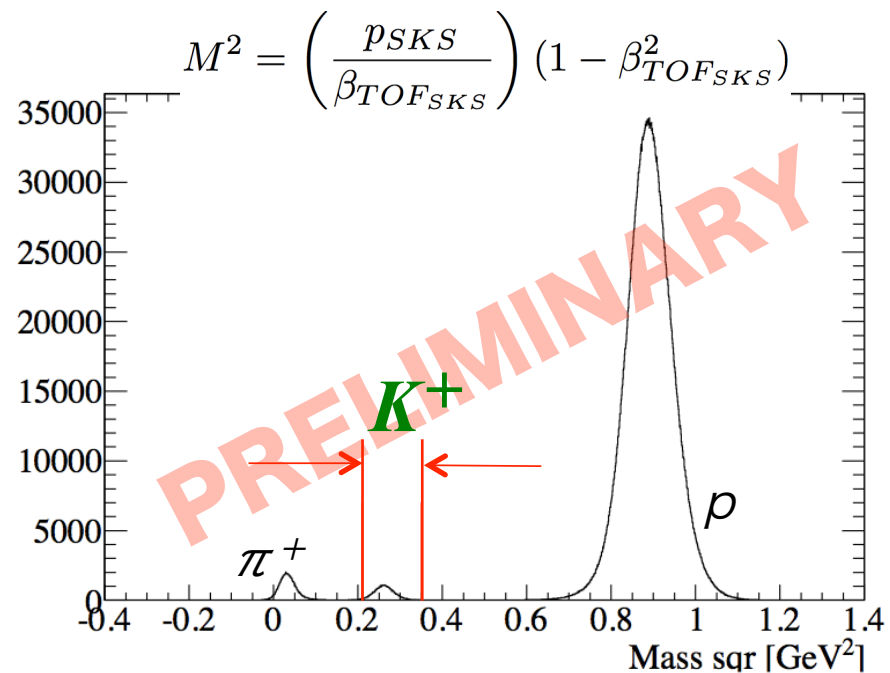 M² = (p_SKS / β_TOF_SKS) (1 − β²_TOF_SKS)
35000
30000
25000
20000
15000
10000
5000
0
PRELIMINARY
K+
π+
p
-0.4 -0.2 0 0.2 0.4 0.6 0.8 1 1.2 1.4
Mass sqr [GeV²]